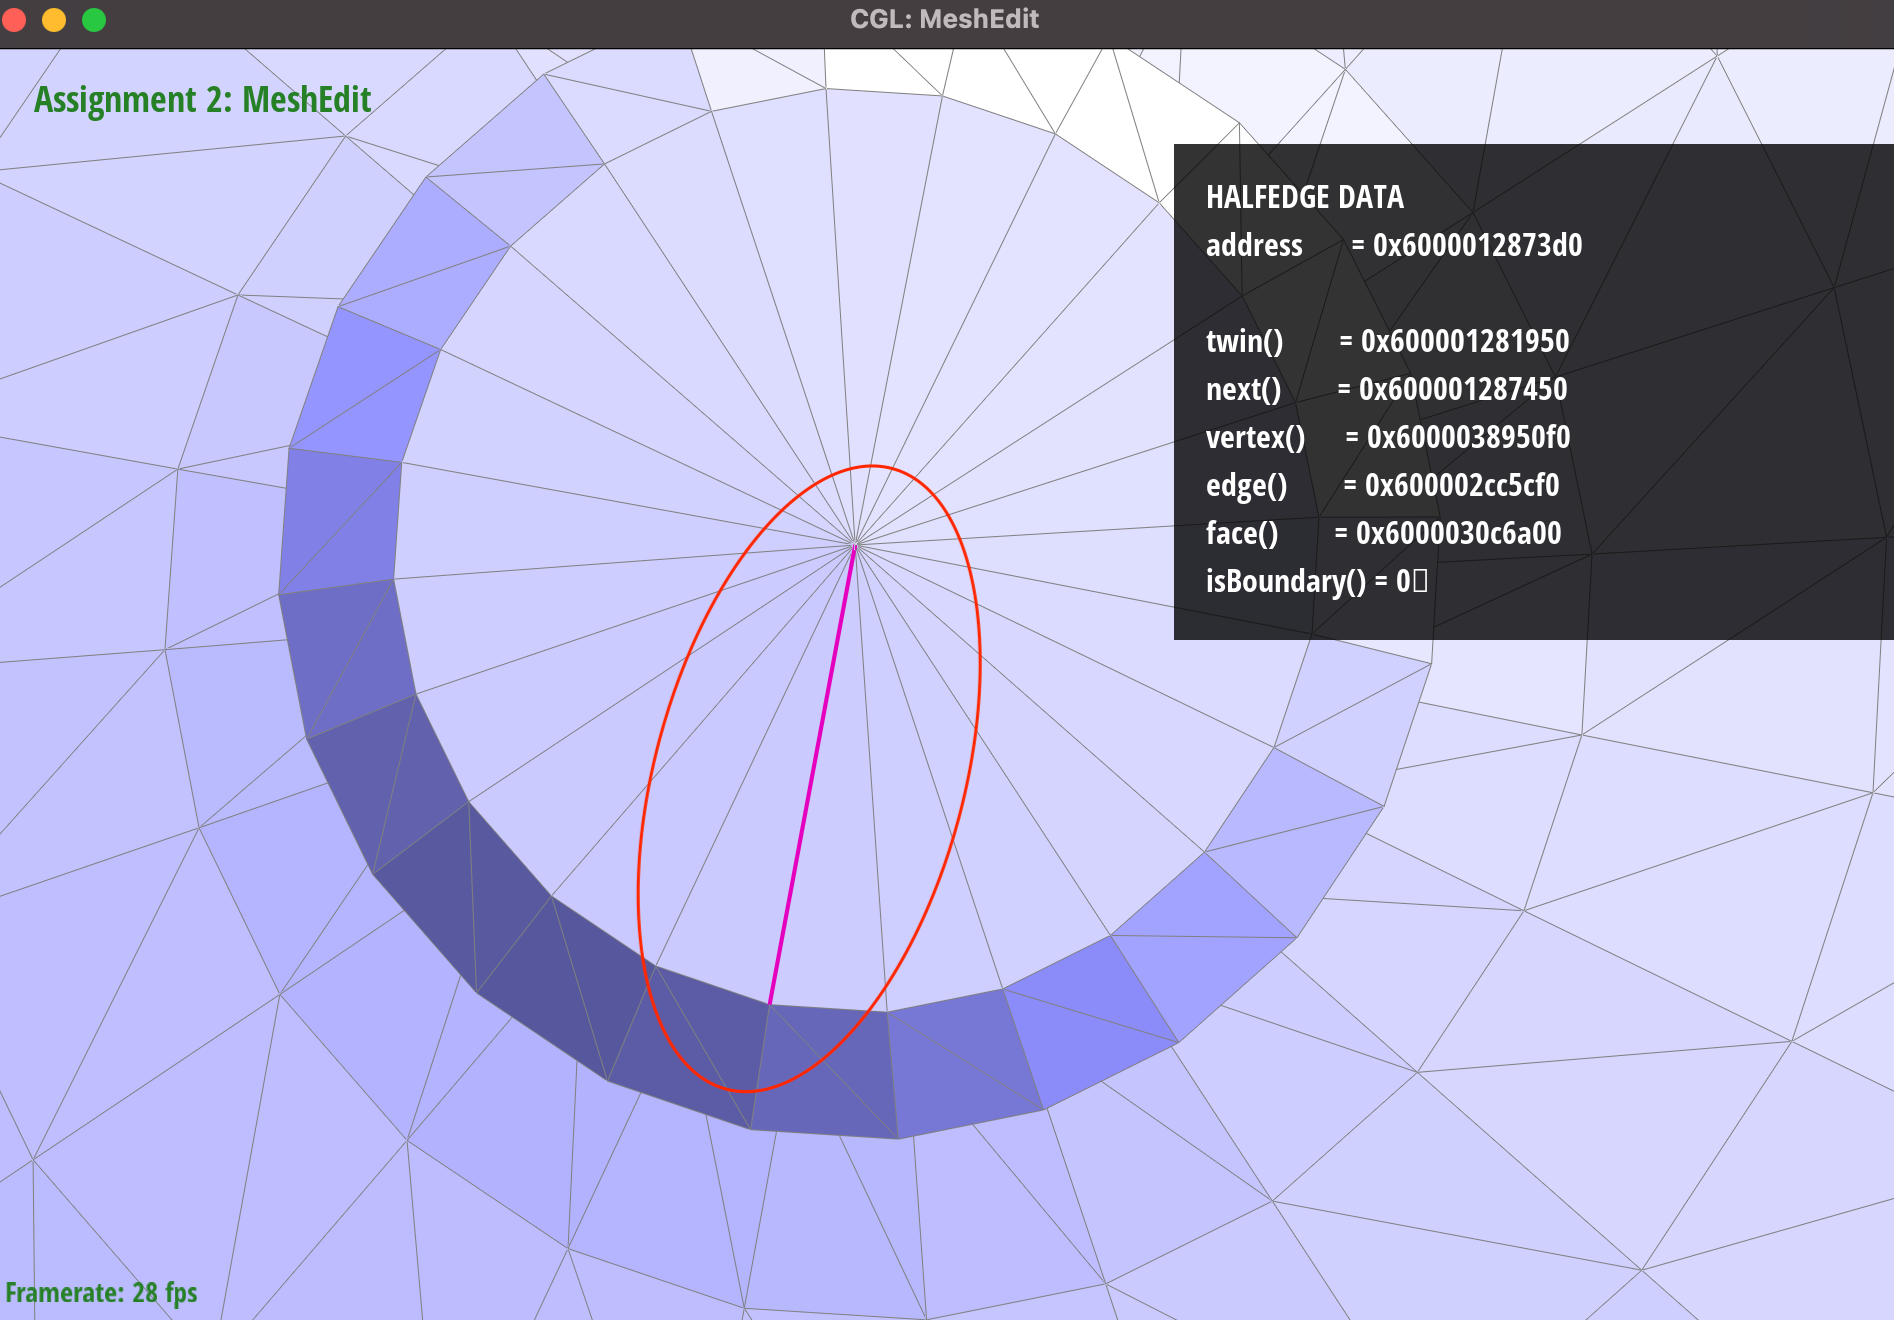 CGL: MeshEdit
Assignment 2: MeshEdit
HALFEDGE DATA
address = 0x6000012873d0
twin() = 0x600001281950
next() = 0x600001287450
vertex() = 0x6000038950f0
edge() = 0x600002cc5cf0
face() = 0x6000030c6a00
isBoundary() = 0
Framerate: 28 fps